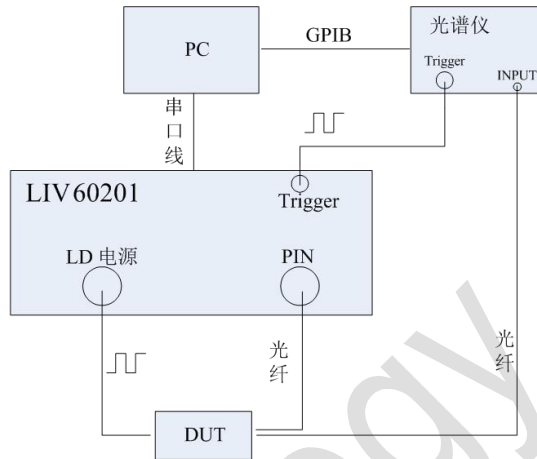 PC
GPIB
光谱仪
Trigger
INPUT
串口线
LIV60201
Trigger
LD 电源
PIN
光纤
光纤
DUT